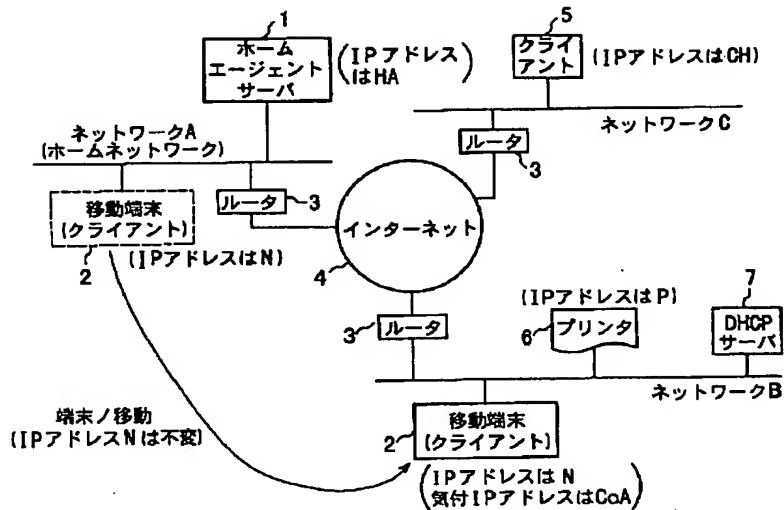 1
ホーム
エージェント
サーバ
(IPアドレス
はHA)
5
クライ
アント
(IPアドレスはCH)
ネットワークC
ネットワークA
(ホームネットワーク)
ルータ
3
ルータ
3
移動端末
(クライアント)
2
(IPアドレスはN)
インターネット
4
3
ルータ
(IPアドレスはP)
6
プリンタ
7
DHCP
サーバ
ネットワークB
端末ノ移動
(IPアドレスNは不変)
2
移動端末
(クライアント)
(IPアドレスは N
気付IPアドレスはCoA)